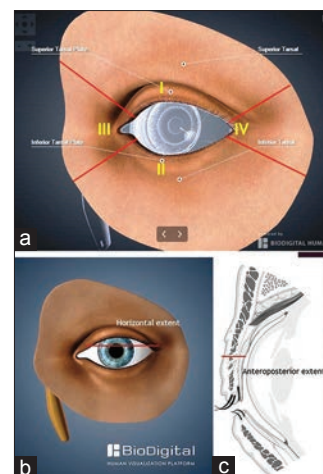 Superior Tarsal Plate
Superior Tarsal
I
III
IV
Inferior Tarsal Plate
Inferior Tarsal
II
a
BIODIGITAL HUMAN
Horizontal extent
BioDigital
HUMAN VISUALIZATION PLATFORM
b
Anteroposterior extent
c